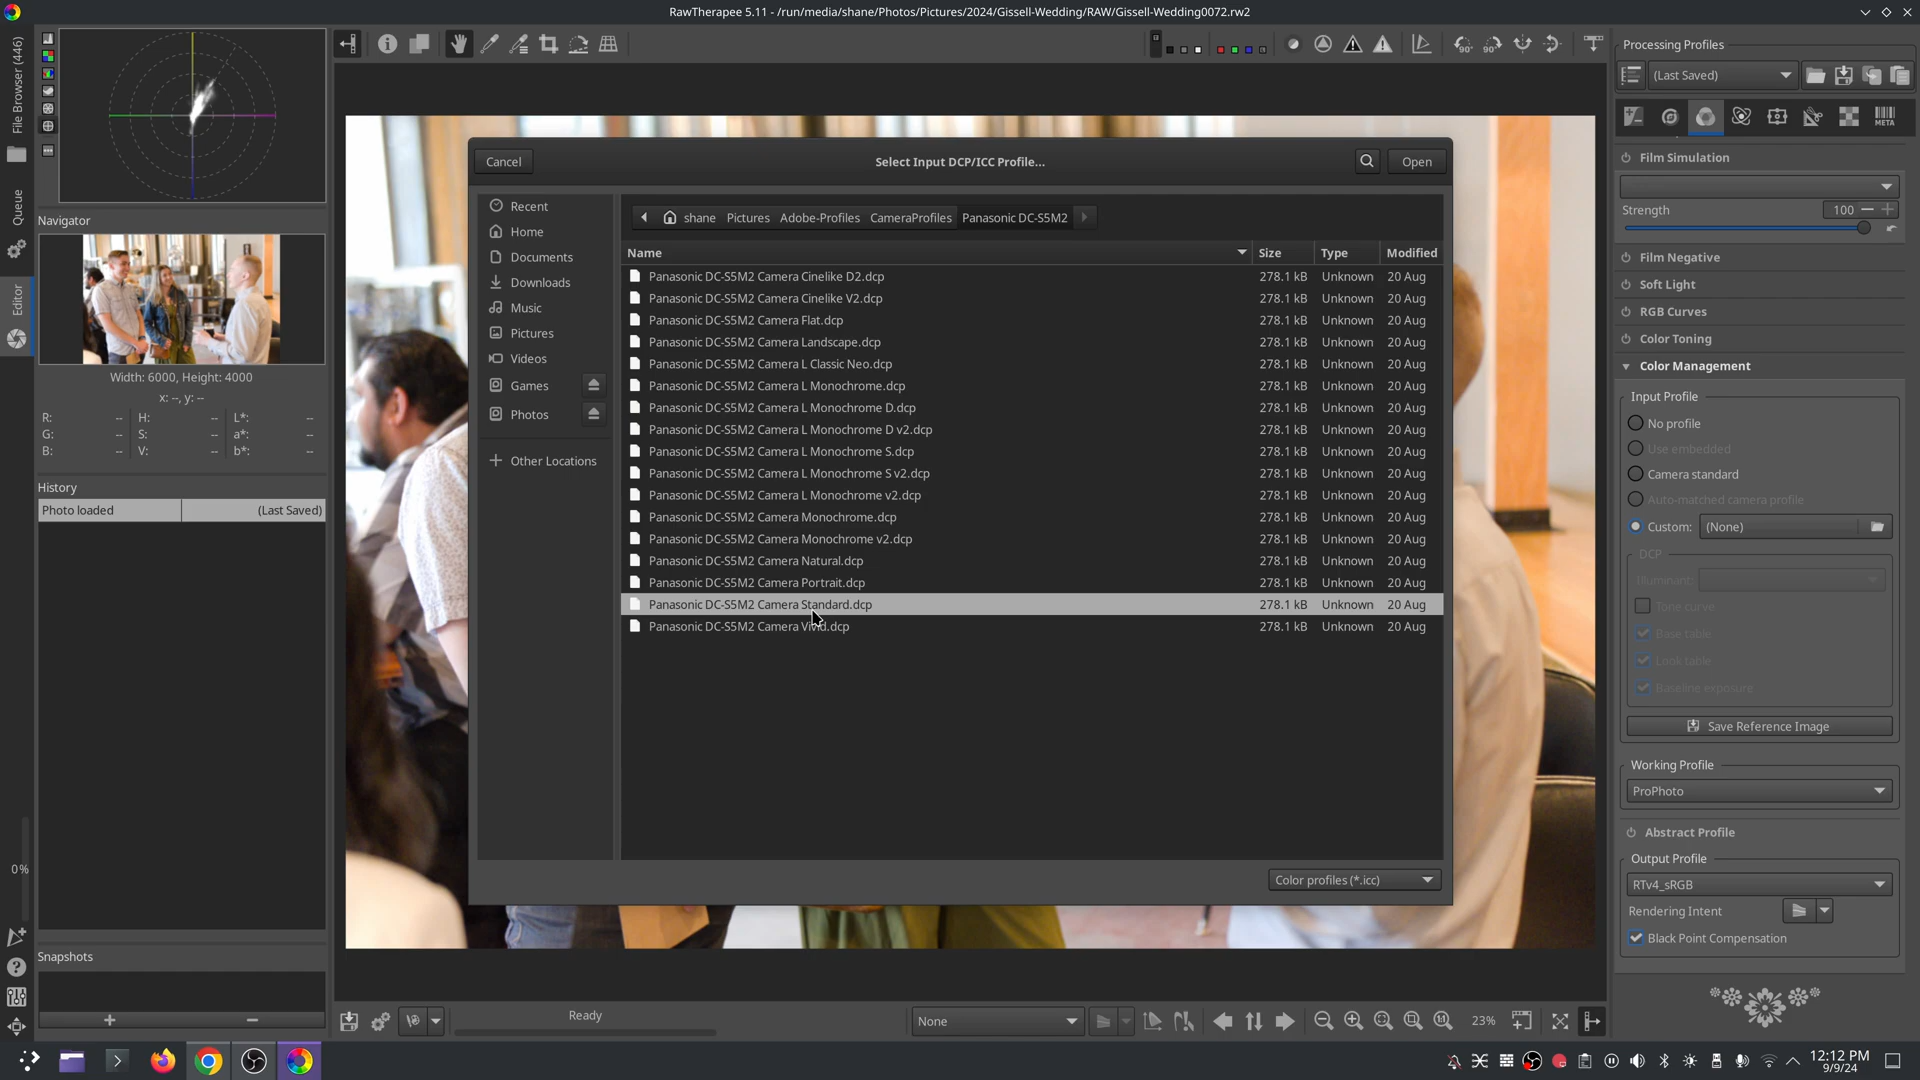 RawTherapee 5.11 - /run/media/shane/Photos/Pictures/2024/Gissell-Wedding/RAW/Gissell-Wedding0072.rw2
File Browser (446)
Queue
Editor
0%
Navigator
Width: 6000, Height: 4000
x: --, y: --
R: -- H: -- L*: --
G: -- S: -- a*: --
B: -- V: -- b*: --
History
Photo loaded (Last Saved)
Snapshots
Cancel
Select Input DCP/ICC Profile...
Open
Recent
Home
Documents
Downloads
Music
Pictures
Videos
Games
Photos
Other Locations
shane Pictures Adobe-Profiles CameraProfiles Panasonic DC-S5M2
Name Size Type Modified
Panasonic DC-S5M2 Camera Cinelike D2.dcp 278.1 kB Unknown 20 Aug
Panasonic DC-S5M2 Camera Cinelike V2.dcp 278.1 kB Unknown 20 Aug
Panasonic DC-S5M2 Camera Flat.dcp 278.1 kB Unknown 20 Aug
Panasonic DC-S5M2 Camera Landscape.dcp 278.1 kB Unknown 20 Aug
Panasonic DC-S5M2 Camera L Classic Neo.dcp 278.1 kB Unknown 20 Aug
Panasonic DC-S5M2 Camera L Monochrome.dcp 278.1 kB Unknown 20 Aug
Panasonic DC-S5M2 Camera L Monochrome D.dcp 278.1 kB Unknown 20 Aug
Panasonic DC-S5M2 Camera L Monochrome D v2.dcp 278.1 kB Unknown 20 Aug
Panasonic DC-S5M2 Camera L Monochrome S.dcp 278.1 kB Unknown 20 Aug
Panasonic DC-S5M2 Camera L Monochrome S v2.dcp 278.1 kB Unknown 20 Aug
Panasonic DC-S5M2 Camera L Monochrome v2.dcp 278.1 kB Unknown 20 Aug
Panasonic DC-S5M2 Camera Monochrome.dcp 278.1 kB Unknown 20 Aug
Panasonic DC-S5M2 Camera Monochrome v2.dcp 278.1 kB Unknown 20 Aug
Panasonic DC-S5M2 Camera Natural.dcp 278.1 kB Unknown 20 Aug
Panasonic DC-S5M2 Camera Portrait.dcp 278.1 kB Unknown 20 Aug
Panasonic DC-S5M2 Camera Standard.dcp 278.1 kB Unknown 20 Aug
Panasonic DC-S5M2 Camera Vivid.dcp 278.1 kB Unknown 20 Aug
Color profiles (*.icc)
Processing Profiles
(Last Saved)
META
Film Simulation
Strength 100
Film Negative
Soft Light
RGB Curves
Color Toning
Color Management
Input Profile
No profile
Use embedded
Camera standard
Auto-matched camera profile
Custom: (None)
DCP
Illuminant:
Tone curve
Base table
Look table
Baseline exposure
Save Reference Image
Working Profile
ProPhoto
Abstract Profile
Output Profile
RTv4_sRGB
Rendering Intent
Black Point Compensation
Ready
None
23%
12:12 PM
9/9/24